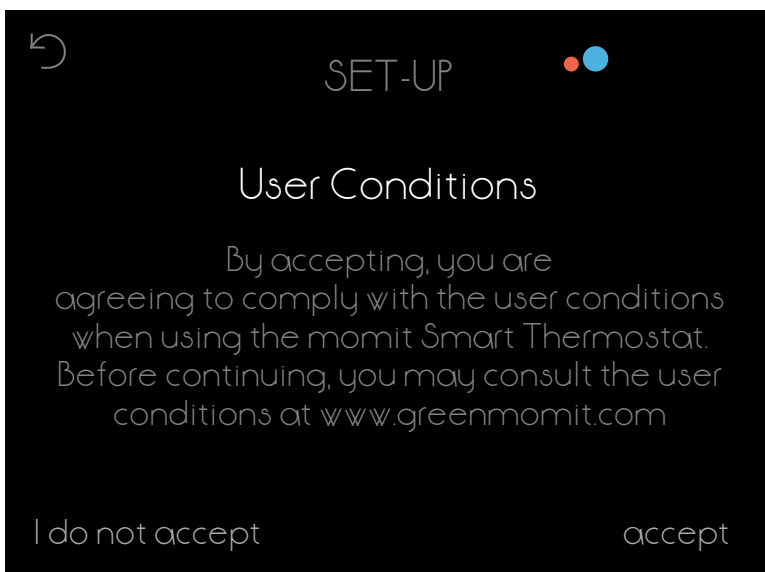 SET-UP
User Conditions
By accepting, you are
agreeing to comply with the user conditions
when using the momit Smart Thermostat.
Before continuing, you may consult the user
conditions at www.greenmomit.com
I do not accept
accept